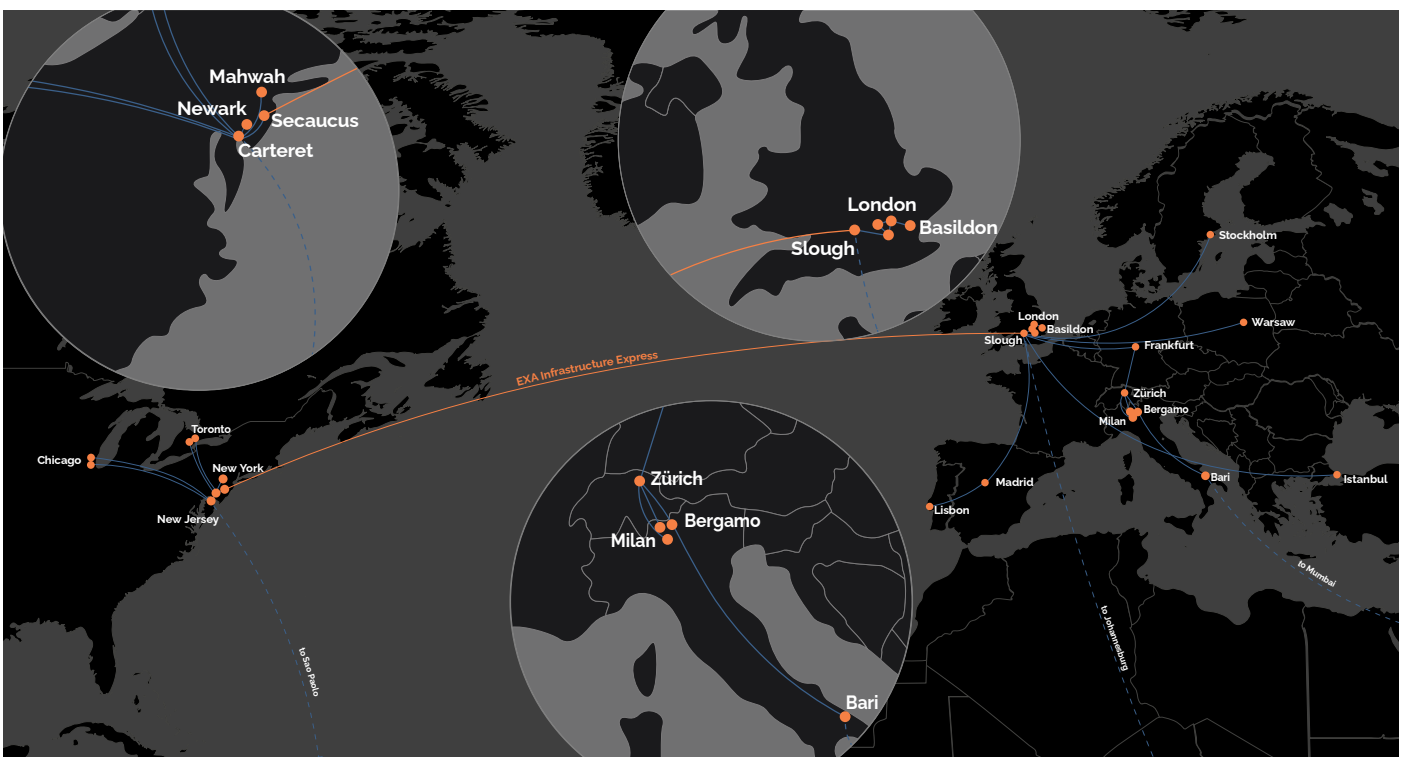 Mahwah
Newark
Secaucus
Carteret
London
Basildon
Slough
Stockholm
London
Basildon
Slough
Warsaw
Frankfurt
EXA Infrastructure Express
Zürich
Bergamo
Milan
Toronto
Chicago
New York
New Jersey
Madrid
Lisbon
Bari
Istanbul
Zürich
Bergamo
Milan
Bari
to Mumbai
to Johannesburg
to Sao Paolo